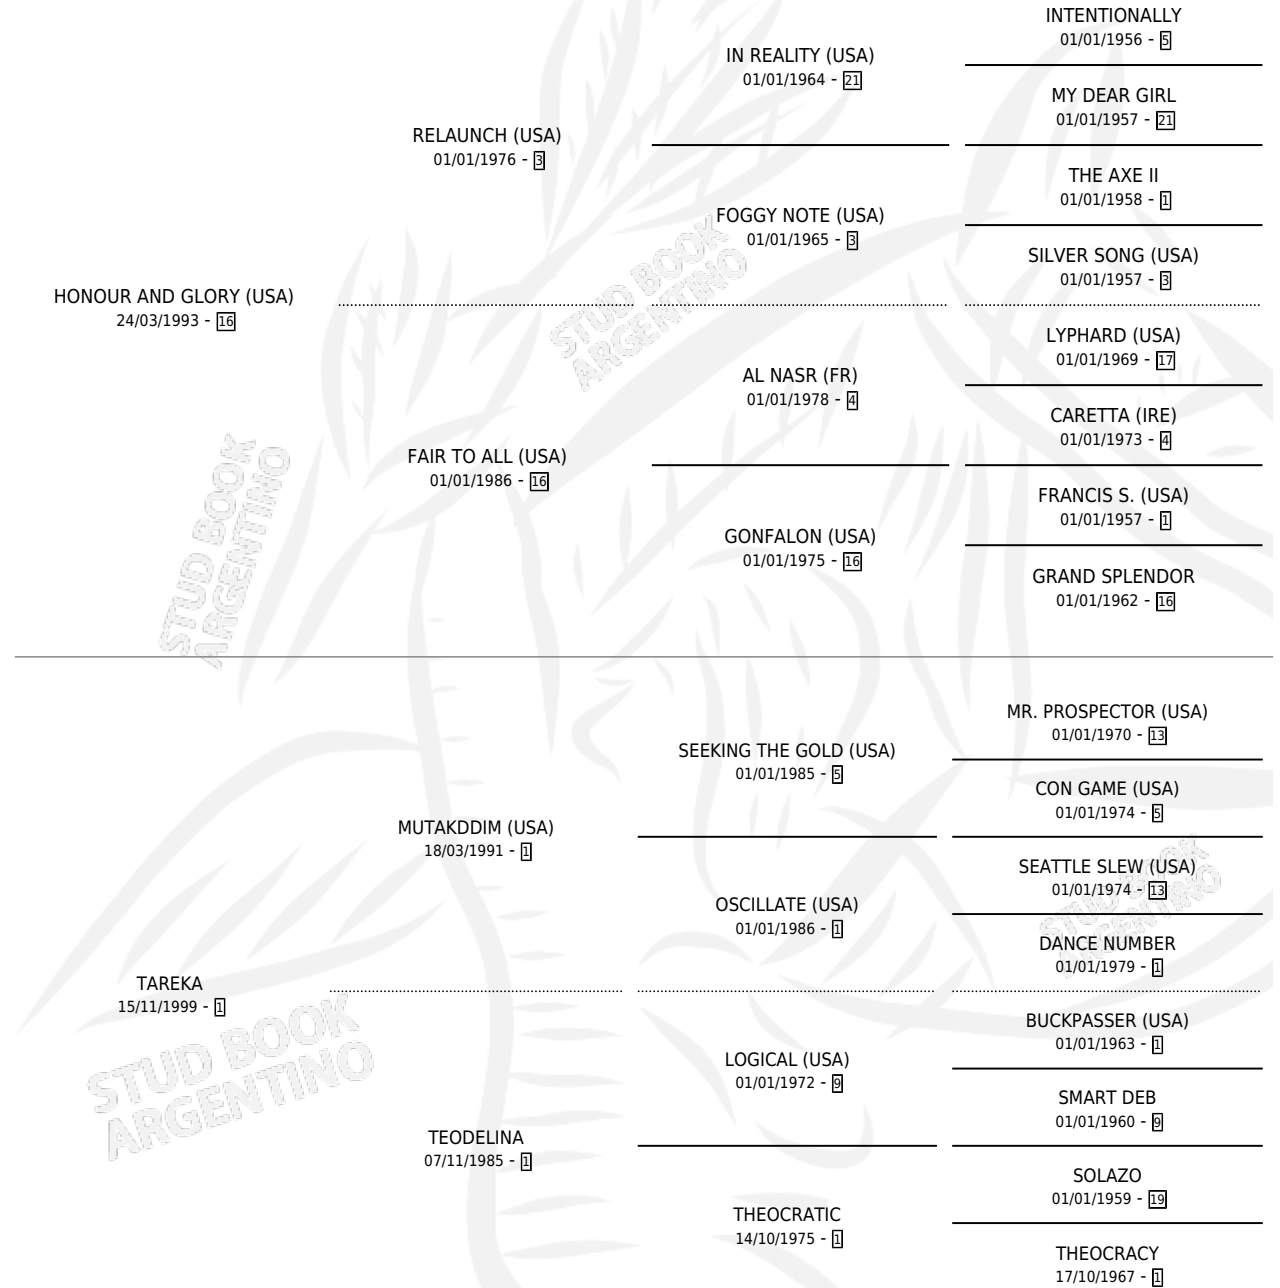 INTENTIONALLY
01/01/1956 - 5
IN REALITY (USA)
01/01/1964 - 21
MY DEAR GIRL
01/01/1957 - 21
RELAUNCH (USA)
01/01/1976 - 3
THE AXE II
01/01/1958 - 1
FOGGY NOTE (USA)
01/01/1965 - 3
SILVER SONG (USA)
01/01/1957 - 3
HONOUR AND GLORY (USA)
24/03/1993 - 16
STUD BOOK
ARGENTINO
LYPHARD (USA)
01/01/1969 - 17
AL NASR (FR)
01/01/1978 - 4
CARETTA (IRE)
01/01/1973 - 4
FAIR TO ALL (USA)
01/01/1986 - 16
FRANCIS S. (USA)
01/01/1957 - 1
GONFALON (USA)
01/01/1975 - 16
GRAND SPLENDOR
01/01/1962 - 16
STUD BOOK
ARGENTINO
MR. PROSPECTOR (USA)
01/01/1970 - 13
SEEKING THE GOLD (USA)
01/01/1985 - 5
CON GAME (USA)
01/01/1974 - 5
MUTAKDDIM (USA)
18/03/1991 - 1
SEATTLE SLEW (USA)
01/01/1974 - 13
OSCILLATE (USA)
01/01/1986 - 1
STUD BOOK
ARGENTINO
DANCE NUMBER
01/01/1979 - 1
TAREKA
15/11/1999 - 1
BUCKPASSER (USA)
01/01/1963 - 1
LOGICAL (USA)
01/01/1972 - 9
STUD BOOK
ARGENTINO
SMART DEB
01/01/1960 - 9
TEODELINA
07/11/1985 - 1
SOLAZO
01/01/1959 - 19
THEOCRATIC
14/10/1975 - 1
THEOCRACY
17/10/1967 - 1